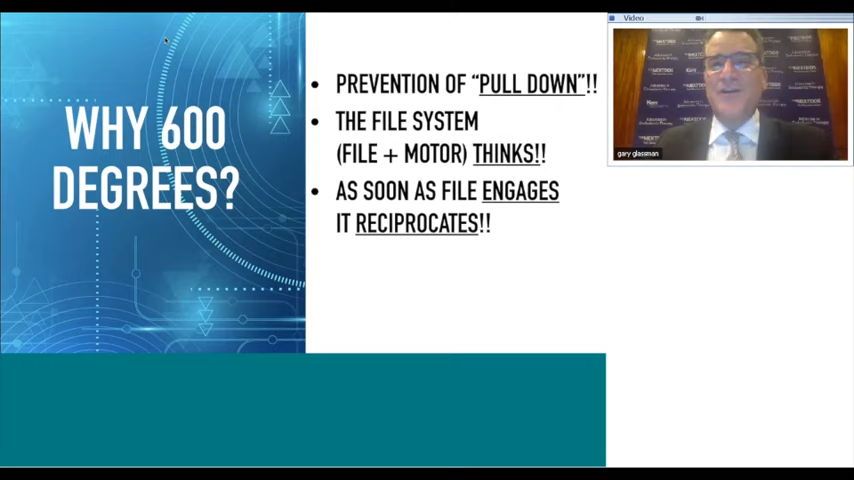 WHY 600
DEGREES?
• PREVENTION OF “PULL DOWN”!!
• THE FILE SYSTEM
(FILE + MOTOR) THINKS!!
• AS SOON AS FILE ENGAGES
IT RECIPROCATES!!
Video
gary glassman